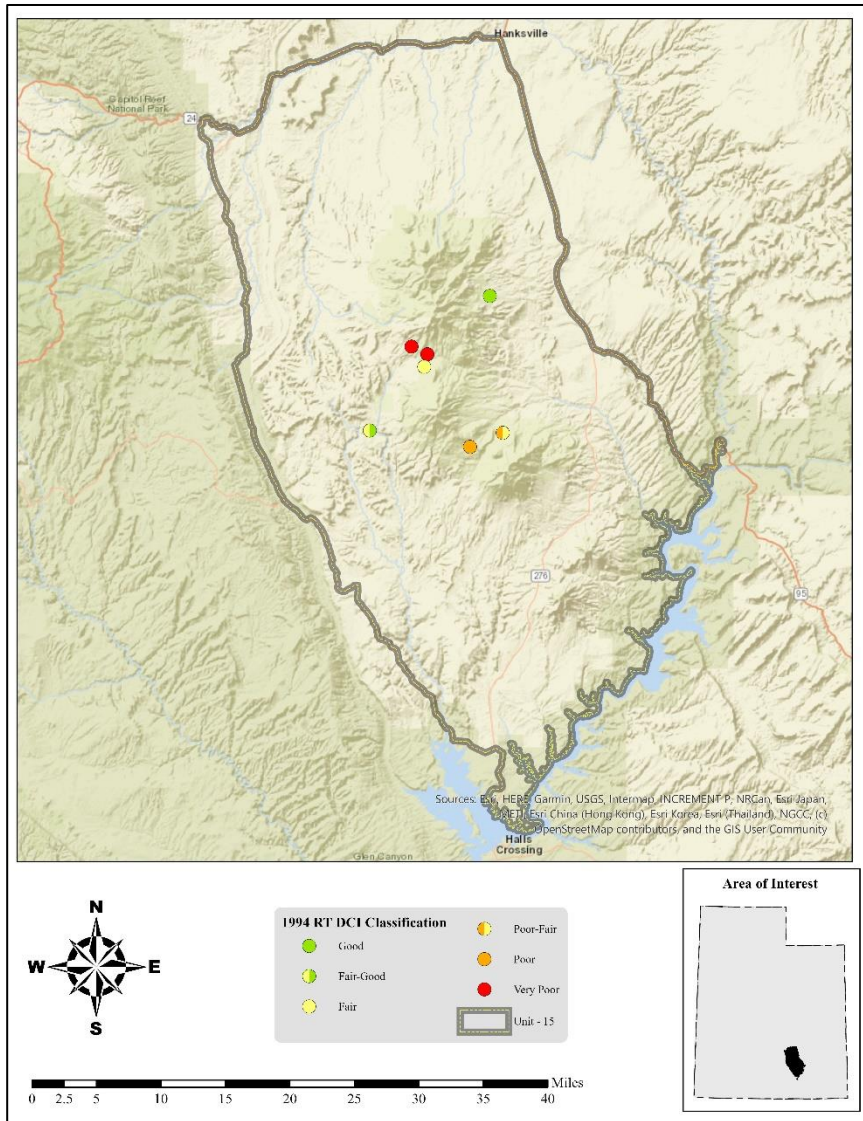 Hanksville
Capitol Reef
National Park
24
276
95
Sources: Esri, HERE, Garmin, USGS, Intermap, INCREMENT P, NRCan, Esri Japan,
METI, Esri China (Hong Kong), Esri Korea, Esri (Thailand), NGCC, (c)
OpenStreetMap contributors, and the GIS User Community
Halls
Crossing
Glen Canyon
N
W E
S
1994 RT DCI Classification
Good
Fair-Good
Fair
Poor-Fair
Poor
Very Poor
Unit - 15
Area of Interest
Miles
0 2.5 5 10 15 20 25 30 35 40